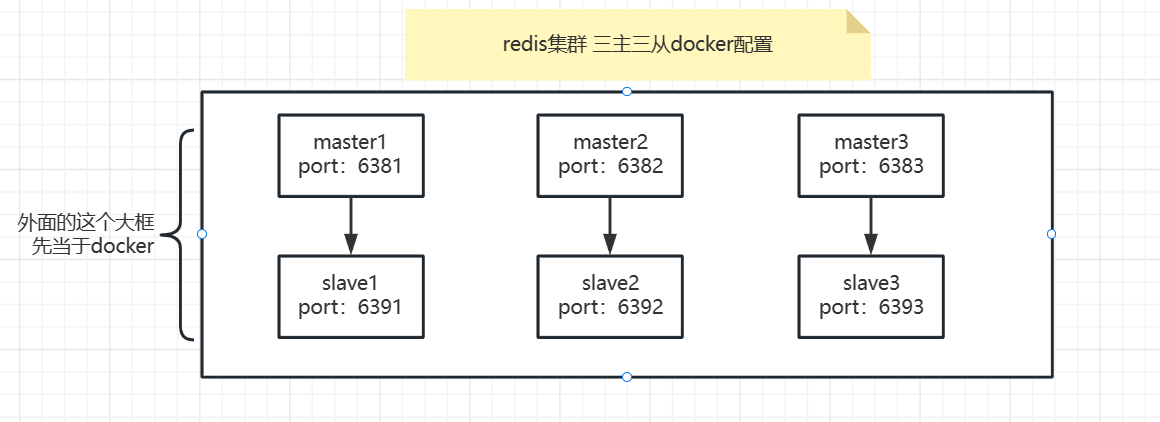 redis集群 三主三从docker配置
master1
port：6381
master2
port：6382
master3
port：6383
外面的这个大框
先当于docker
slave1
port：6391
slave2
port：6392
slave3
port：6393